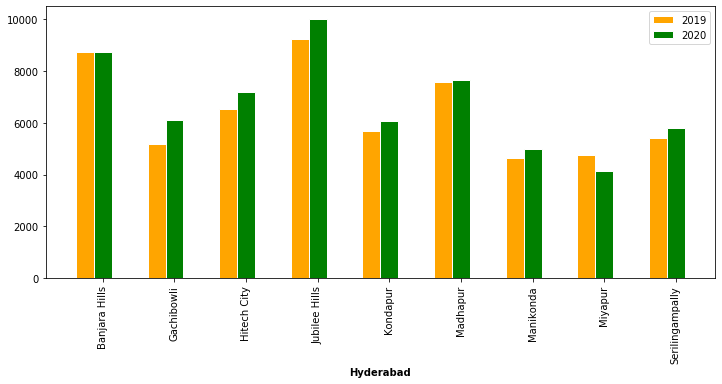 10000
8000
6000
4000
2000
0
2019
2020
Banjara Hills
Gachibowli
Hitech City
Jubilee Hills
Kondapur
Madhapur
Manikonda
Miyapur
Serilingampally
Hyderabad